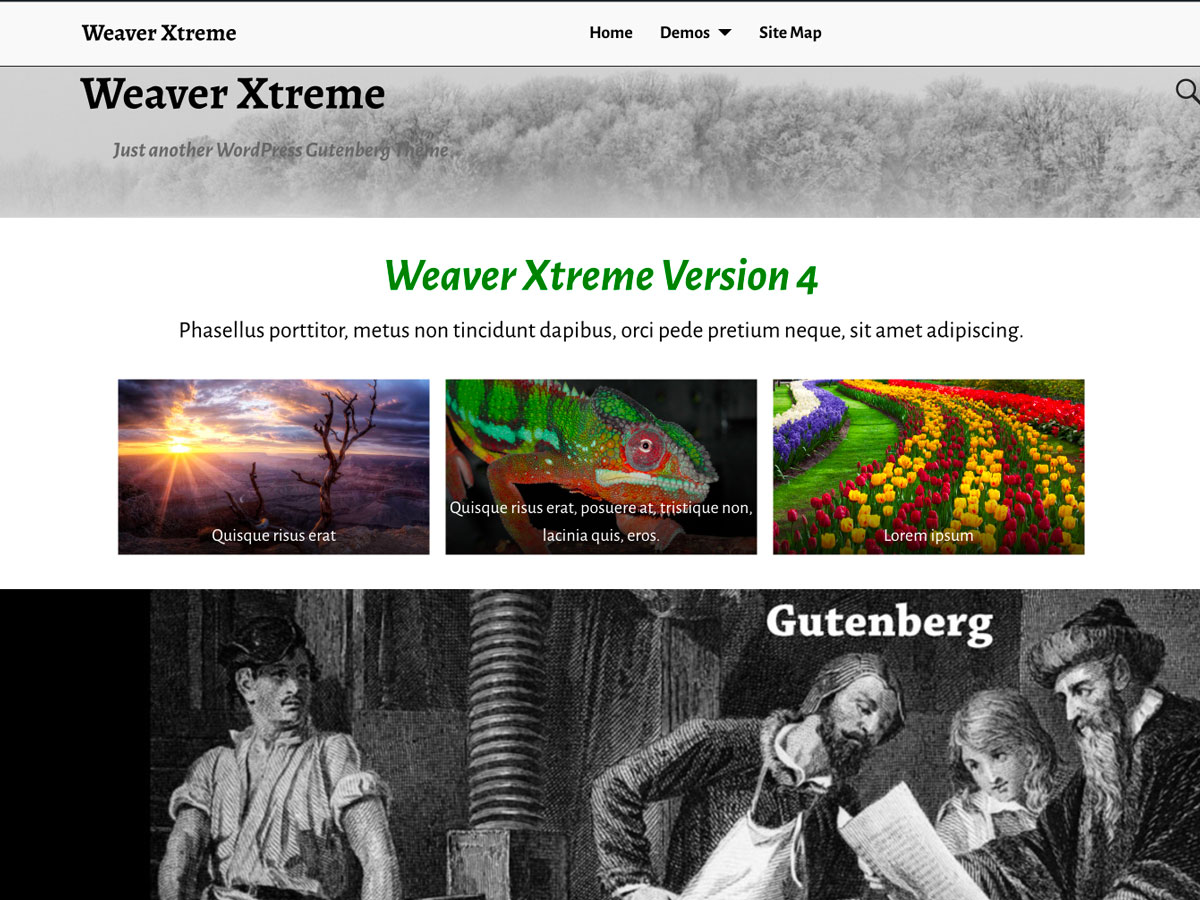 Weaver Xtreme
Home Demos Site Map
Weaver Xtreme
Just another WordPress Gutenberg Theme
Weaver Xtreme Version 4
Phasellus porttitor, metus non tincidunt dapibus, orci pede pretium neque, sit amet adipiscing.
Quisque risus erat
Quisque risus erat, posuere at, tristique non,
lacinia quis, eros.
Lorem ipsum
Gutenberg